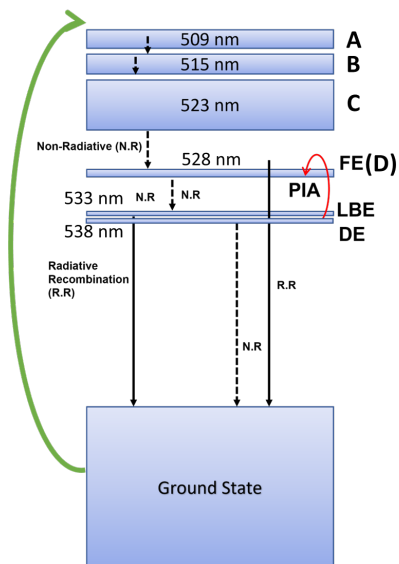 509 nm A
515 nm B
523 nm C
Non-Radiative (N.R)
528 nm FE(D)
PIA
533 nm N.R N.R
LBE
538 nm DE
Radiative
Recombination
(R.R)
R.R
N.R
Ground State